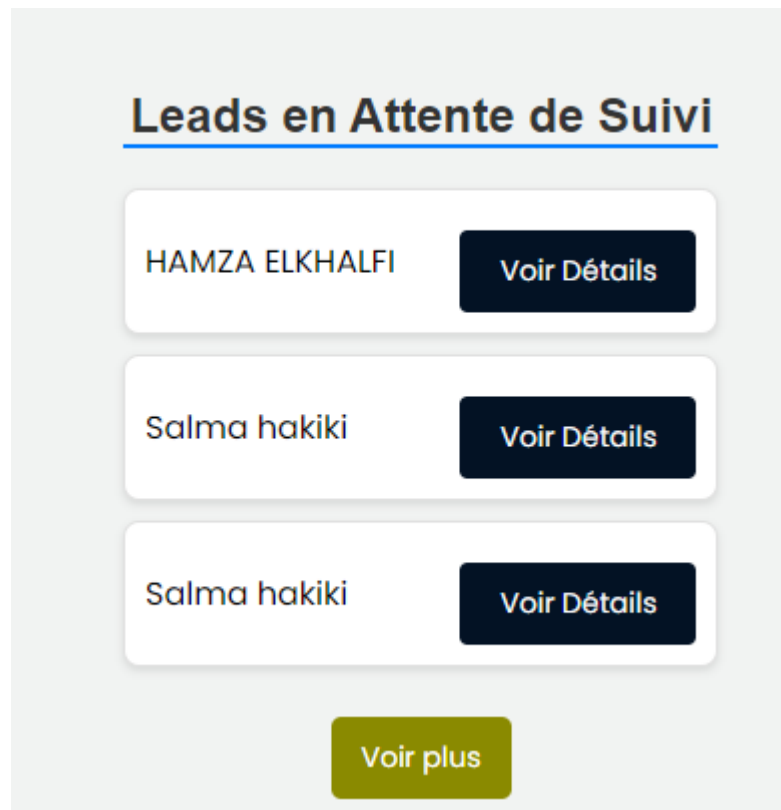 Leads en Attente de Suivi
HAMZA ELKHALFI Voir Détails
Salma hakiki Voir Détails
Salma hakiki Voir Détails
Voir plus